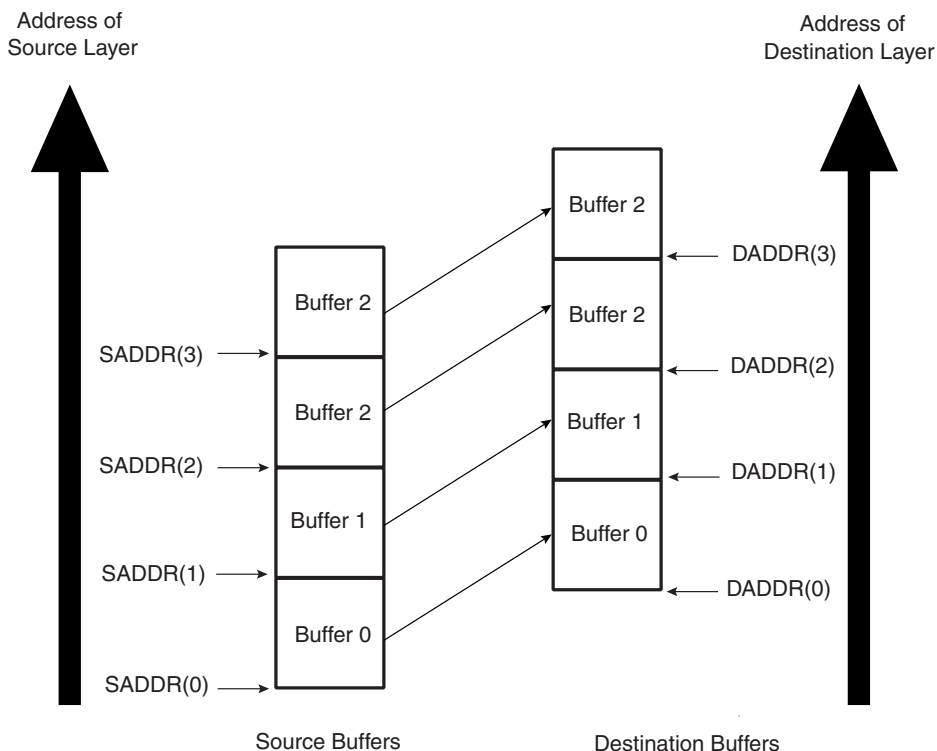 Address of
Source Layer
Address of
Destination Layer
Buffer 2
DADDR(3)
Buffer 2
Buffer 2
SADDR(3)
DADDR(2)
Buffer 2
Buffer 1
SADDR(2)
DADDR(1)
Buffer 1
Buffer 0
SADDR(1)
DADDR(0)
Buffer 0
SADDR(0)
Source Buffers
Destination Buffers